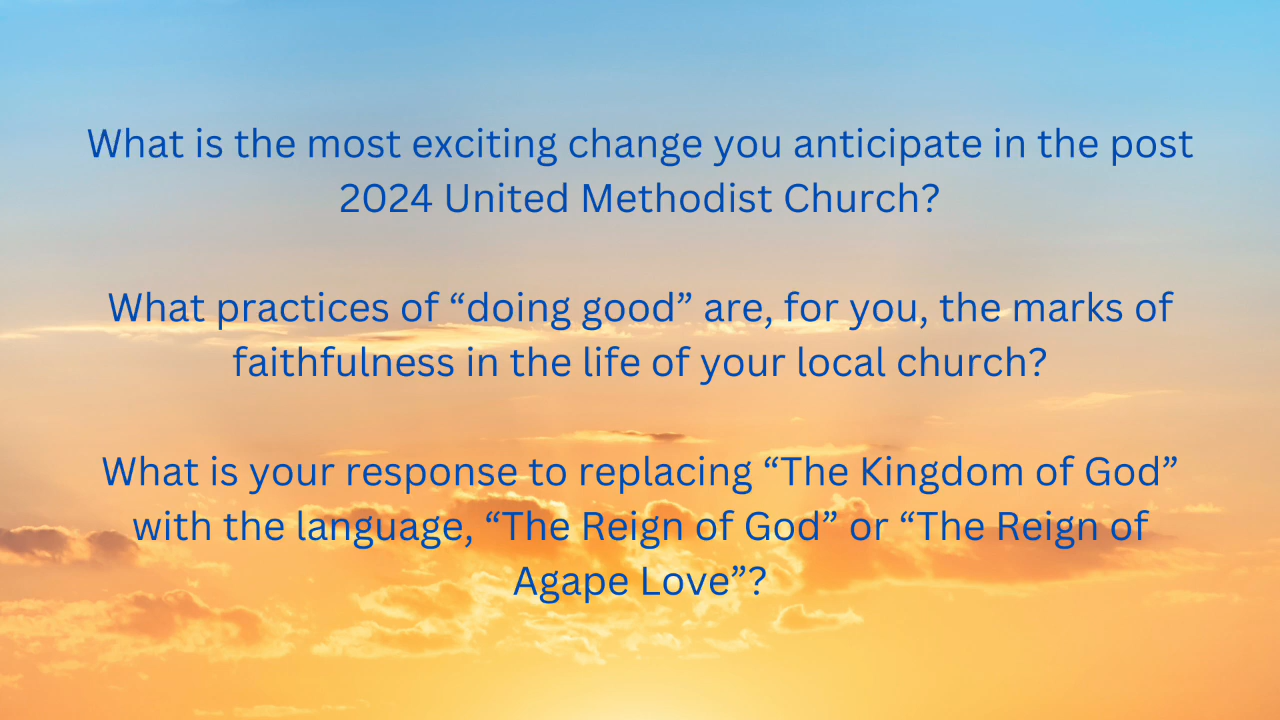 What is the most exciting change you anticipate in the post
2024 United Methodist Church?
What practices of “doing good” are, for you, the marks of
faithfulness in the life of your local church?
What is your response to replacing “The Kingdom of God”
with the language, “The Reign of God” or “The Reign of
Agape Love”?